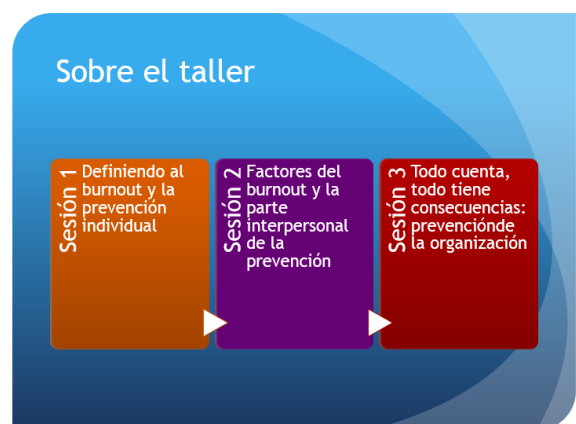 Sobre el taller
Sesión 1
Definiendo al
burnout y la
prevención
individual
Sesión 2
Factores del
burnout y la
parte
interpersonal
de la
prevención
Sesión 3
Todo cuenta,
todo tiene
consecuencias:
prevenciónde
la organización